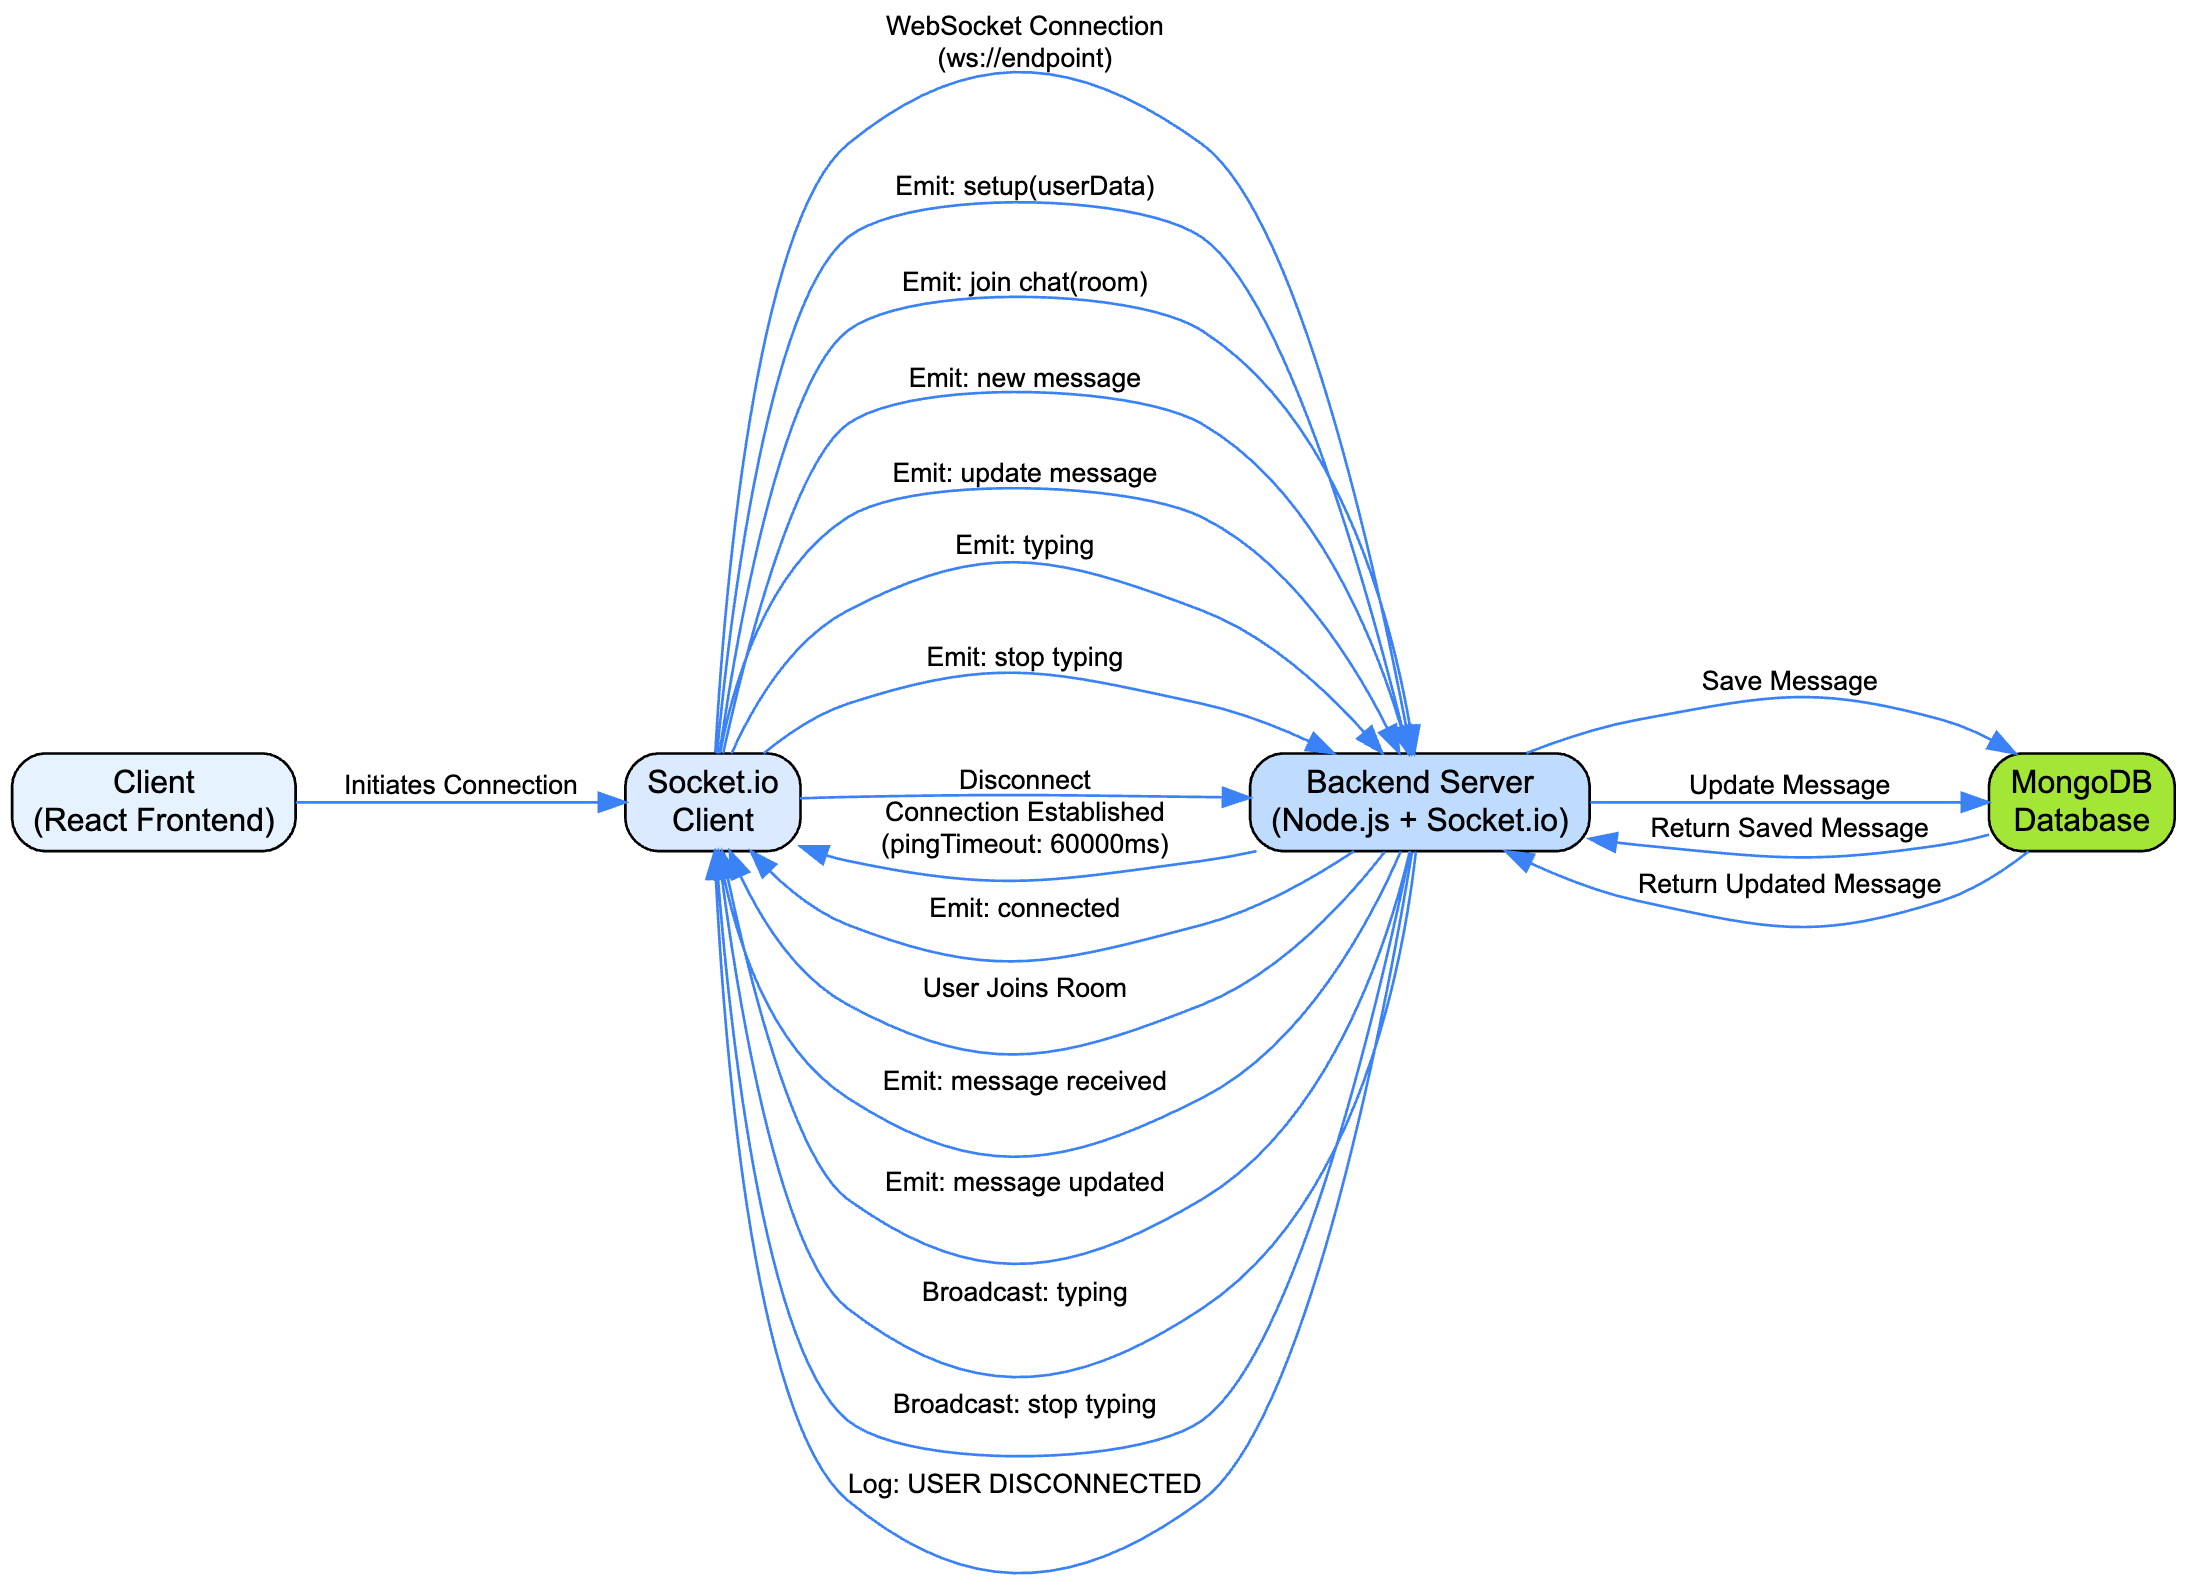 WebSocket Connection
(ws://endpoint)
Emit: setup(userData)
Emit: join chat(room)
Emit: new message
Emit: update message
Emit: typing
Emit: stop typing
Client
(React Frontend)
Initiates Connection
Socket.io
Client
Disconnect
Connection Established
(pingTimeout: 60000ms)
Emit: connected
User Joins Room
Emit: message received
Emit: message updated
Broadcast: typing
Broadcast: stop typing
Log: USER DISCONNECTED
Backend Server
(Node.js + Socket.io)
Save Message
Update Message
Return Saved Message
Return Updated Message
MongoDB
Database